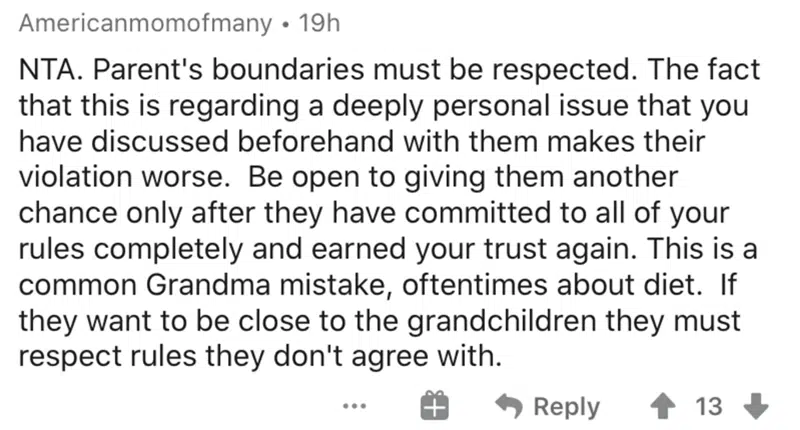 Americanmomofmany • 19h
NTA. Parent's boundaries must be respected. The fact
that this is regarding a deeply personal issue that you
have discussed beforehand with them makes their
violation worse.  Be open to giving them another
chance only after they have committed to all of your
rules completely and earned your trust again. This is a
common Grandma mistake, oftentimes about diet.  If
they want to be close to the grandchildren they must
respect rules they don't agree with.
... Reply 13